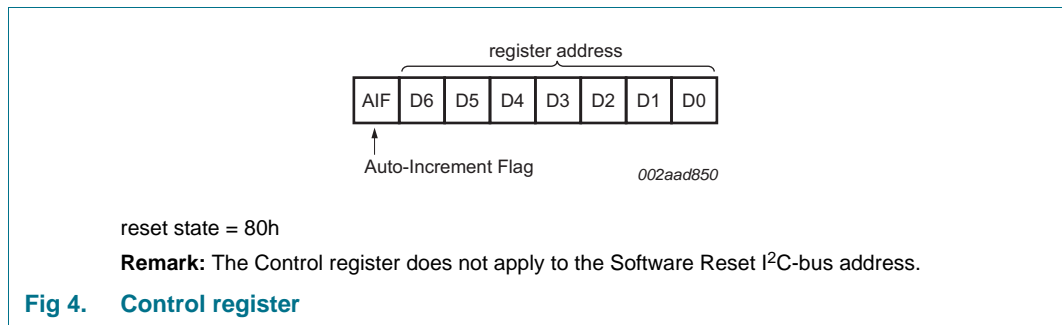 register address
AIF D6 D5 D4 D3 D2 D1 D0
Auto-Increment Flag
002aad850
reset state = 80h
Remark: The Control register does not apply to the Software Reset I²C-bus address.
Fig 4. Control register